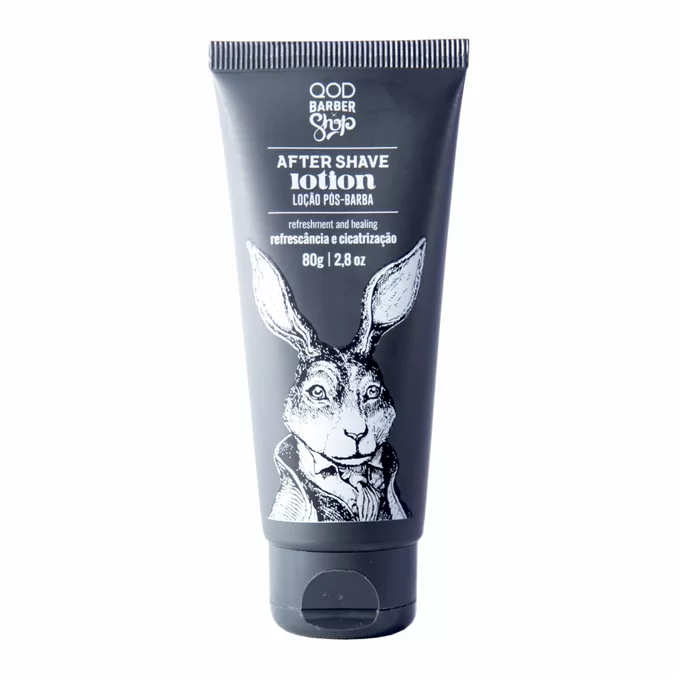 QOD
BARBER
Shop
AFTER SHAVE
lotion
LOÇÃO PÓS-BARBA
refreshment and healing
refrescância e cicatrização
80g | 2,8 oz